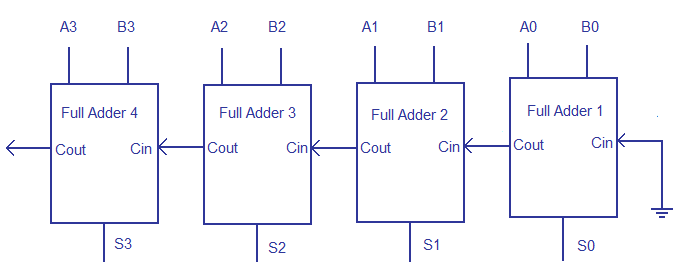 A3 B3 A2 B2 A1 B1 A0 B0
Full Adder 4 Full Adder 3 Full Adder 2 Full Adder 1
Cout Cin Cout Cin Cout Cin Cout Cin
S3 S2 S1 S0